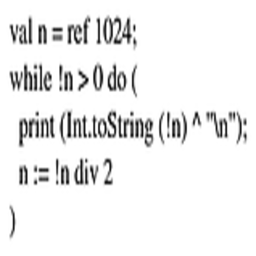 val n = ref 1024;
while !n > 0 do (
print (Int.toString (!n) ^ "\n");
n := !n div 2
)